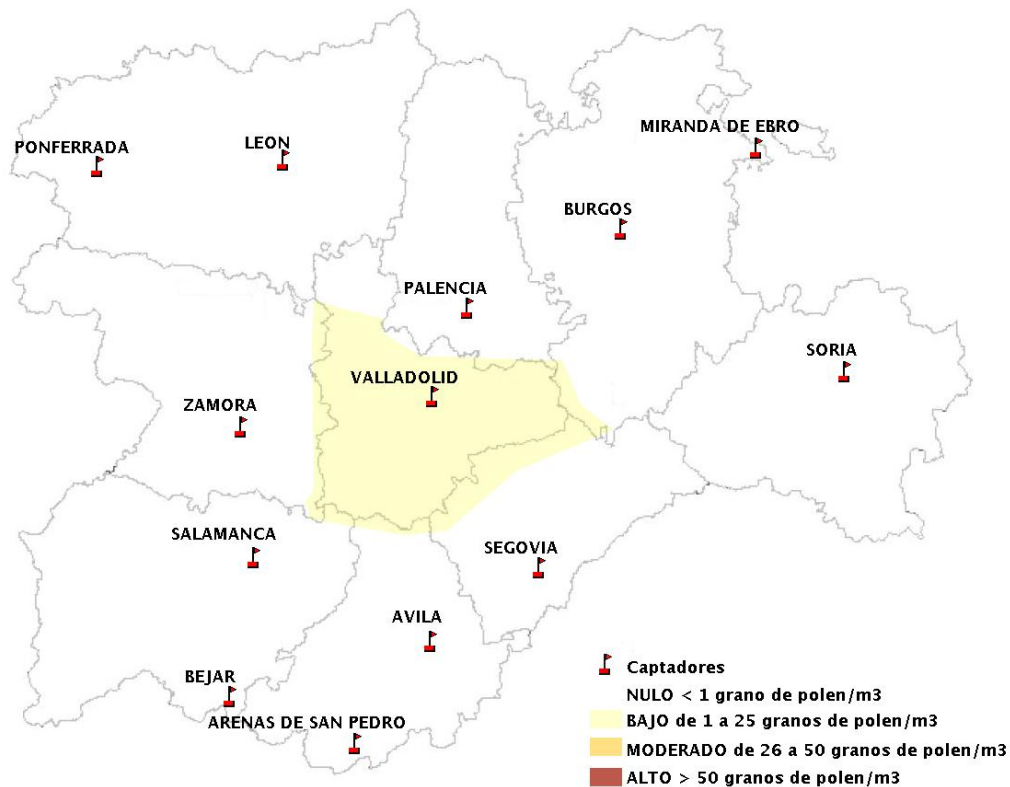 MIRANDA DE EBRO
PONFERRADA
LEON
BURGOS
PALENCIA
SORIA
VALLADOLID
ZAMORA
SALAMANCA
SEGOVIA
AVILA
BEJAR
ARENAS DE SAN PEDRO
Captadores
NULO < 1 grano de polen/m3
BAJO de 1 a 25 granos de polen/m3
MODERADO de 26 a 50 granos de polen/m3
ALTO > 50 granos de polen/m3